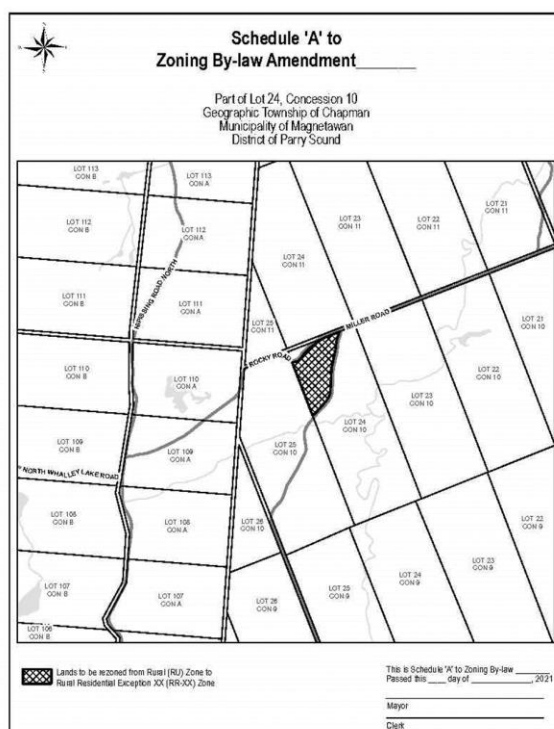 Schedule 'A' to
Zoning By-law Amendment______
Part of Lot 24, Concession 10
Geographic Township of Chapman
Municipality of Magnetawan
District of Parry Sound
LOT 113
CON B
LOT 113
CON A
LOT 112
CON B
LOT 112
CON A
LOT 111
CON B
LOT 111
CON A
LOT 110
CON B
LOT 110
CON A
LOT 109
CON B
LOT 109
CON A
LOT 108
CON B
LOT 108
CON A
LOT 107
CON B
LOT 107
CON A
LOT 106
CON B
NIPISSING ROAD NORTH
NORTH WHALLEY LAKE ROAD
ROCKY ROAD
MILLER ROAD
LOT 21
CON 11
LOT 22
CON 11
LOT 23
CON 11
LOT 24
CON 11
LOT 25
CON 11
LOT 21
CON 10
LOT 22
CON 10
LOT 23
CON 10
LOT 24
CON 10
LOT 25
CON 10
LOT 26
CON 10
LOT 22
CON 9
LOT 23
CON 9
LOT 24
CON 9
LOT 25
CON 9
LOT 26
CON 9
Lands to be rezoned from Rural (RU) Zone to
Rural Residential Exception XX (RR-XX) Zone
This is Schedule 'A' to Zoning By-law ______
Passed this ____ day of __________, 2021
Mayor
Clerk